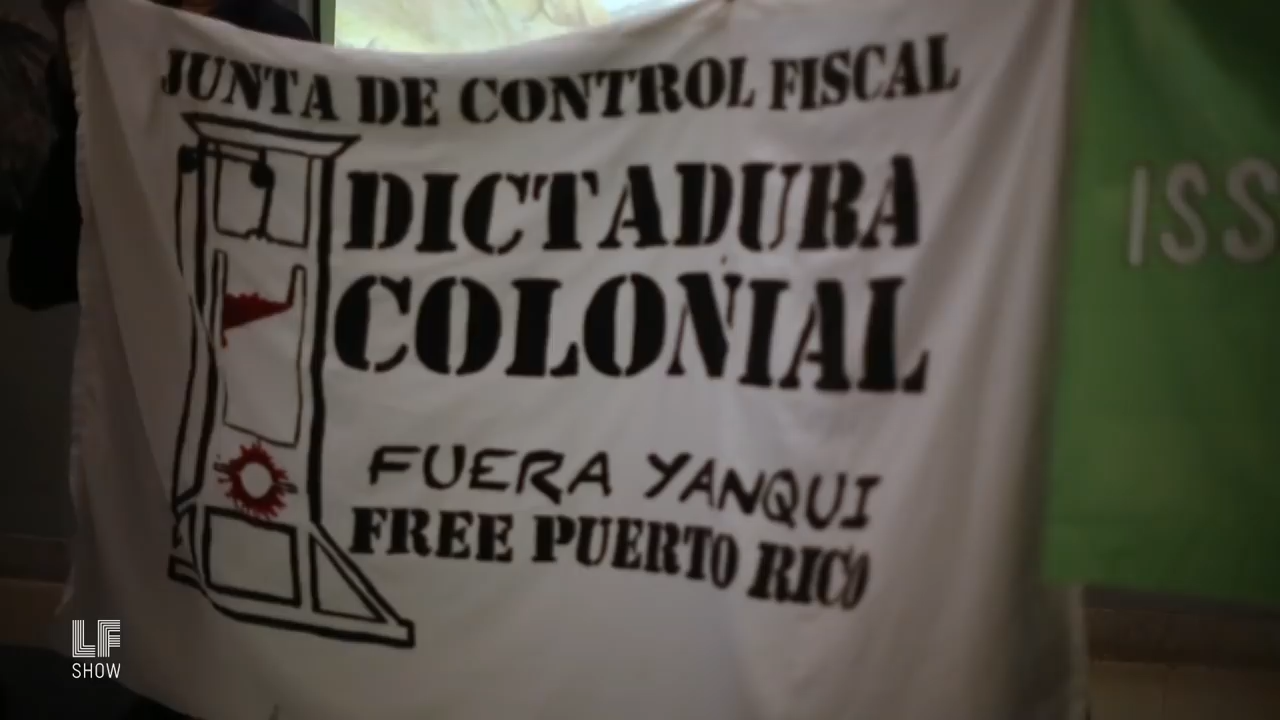 JUNTA DE CONTROL FISCAL
DICTADURA
COLONIAL
FUERA YANQUI
FREE PUERTO RICO
ISS
LF
SHOW